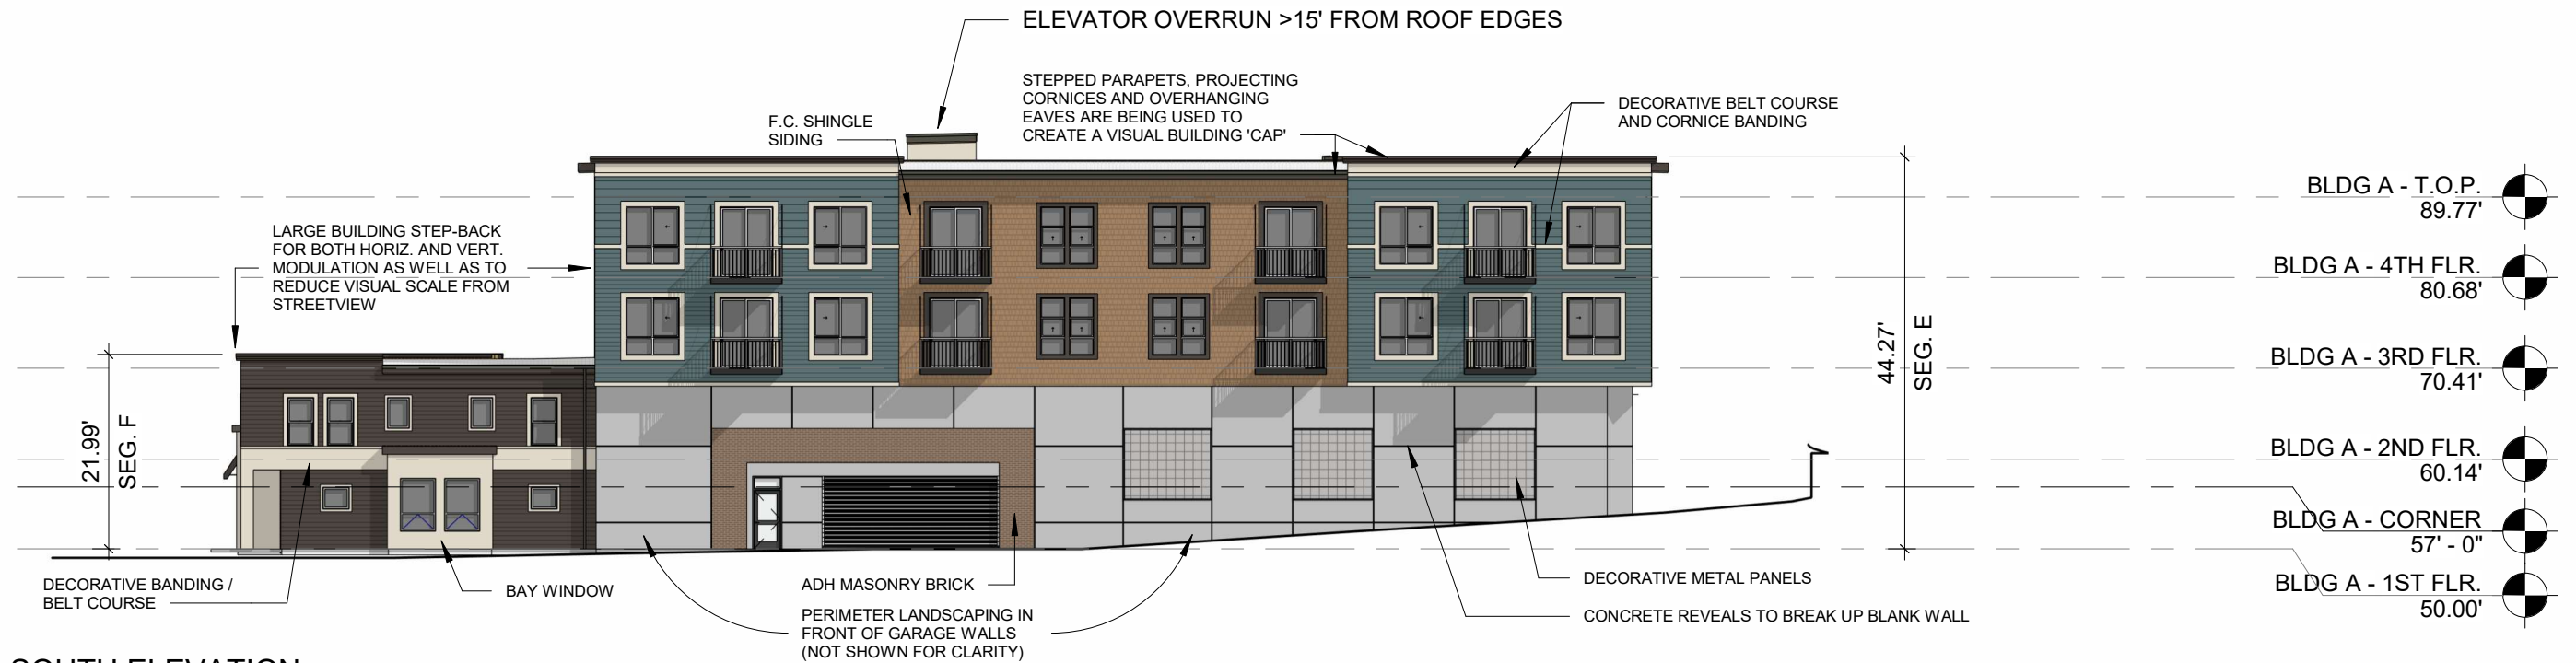 ELEVATOR OVERRUN >15' FROM ROOF EDGES
STEPPED PARAPETS, PROJECTING
CORNICES AND OVERHANGING
EAVES ARE BEING USED TO
CREATE A VISUAL BUILDING 'CAP'
DECORATIVE BELT COURSE
AND CORNICE BANDING
F.C. SHINGLE
SIDING
LARGE BUILDING STEP-BACK
FOR BOTH HORIZ. AND VERT.
MODULATION AS WELL AS TO
REDUCE VISUAL SCALE FROM
STREETVIEW
21.99'
SEG. F
44.27'
SEG. E
BLDG A - T.O.P.
89.77'
BLDG A - 4TH FLR.
80.68'
BLDG A - 3RD FLR.
70.41'
BLDG A - 2ND FLR.
60.14'
BLDG A - CORNER
57' - 0"
BLDG A - 1ST FLR.
50.00'
DECORATIVE BANDING /
BELT COURSE
BAY WINDOW
ADH MASONRY BRICK
PERIMETER LANDSCAPING IN
FRONT OF GARAGE WALLS
(NOT SHOWN FOR CLARITY)
DECORATIVE METAL PANELS
CONCRETE REVEALS TO BREAK UP BLANK WALL
SOUTH ELEVATION